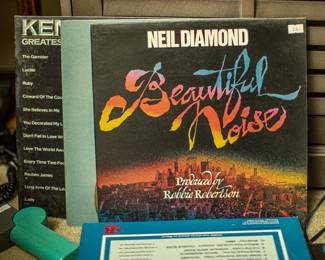 KEN
GREATES
The Gambler
Lucille
Ruby
Coward Of The Cou
She Believes In Me
You Decorated My L
Don't Fall In Love Wi
Love The World Awa
Every Time Two Foo
Reuben James
Long Arm Of The La
Lady
NEIL DIAMOND
Beautiful
Noise
Produced by
Robbie Robertson